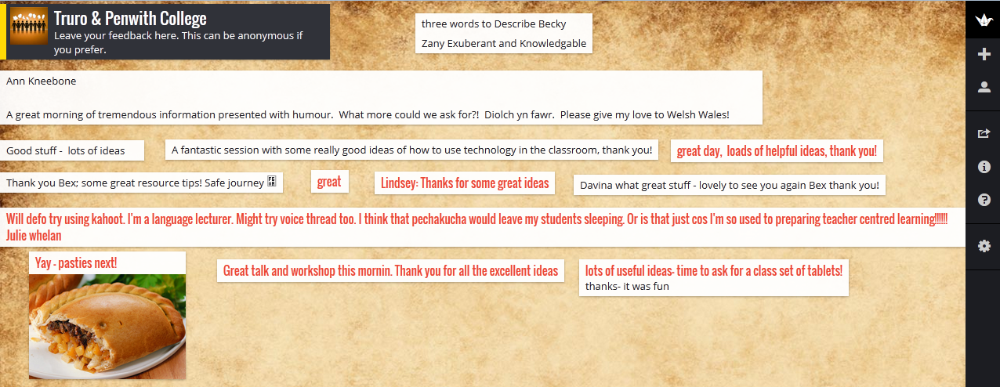 Truro & Penwith College
Leave your feedback here. This can be anonymous if
you prefer.
three words to Describe Becky
Zany Exuberant and Knowledgable
Ann Kneebone
A great morning of tremendous information presented with humour.  What more could we ask for?!  Diolch yn fawr.  Please give my love to Welsh Wales!
Good stuff -  lots of ideas
A fantastic session with some really good ideas of how to use technology in the classroom, thank you!
great day,  loads of helpful ideas, thank you!
Thank you Bex; some great resource tips! Safe journey
great
Lindsey: Thanks for some great ideas
Davina what great stuff - lovely to see you again Bex thank you!
Will defo try using kahoot. I'm a language lecturer. Might try voice thread too. I think that pechakucha would leave my students sleeping. Or is that just cos I'm so used to preparing teacher centred learning!!!!!!
Julie whelan
Yay - pasties next!
Great talk and workshop this mornin. Thank you for all the excellent ideas
lots of useful ideas- time to ask for a class set of tablets!
thanks- it was fun